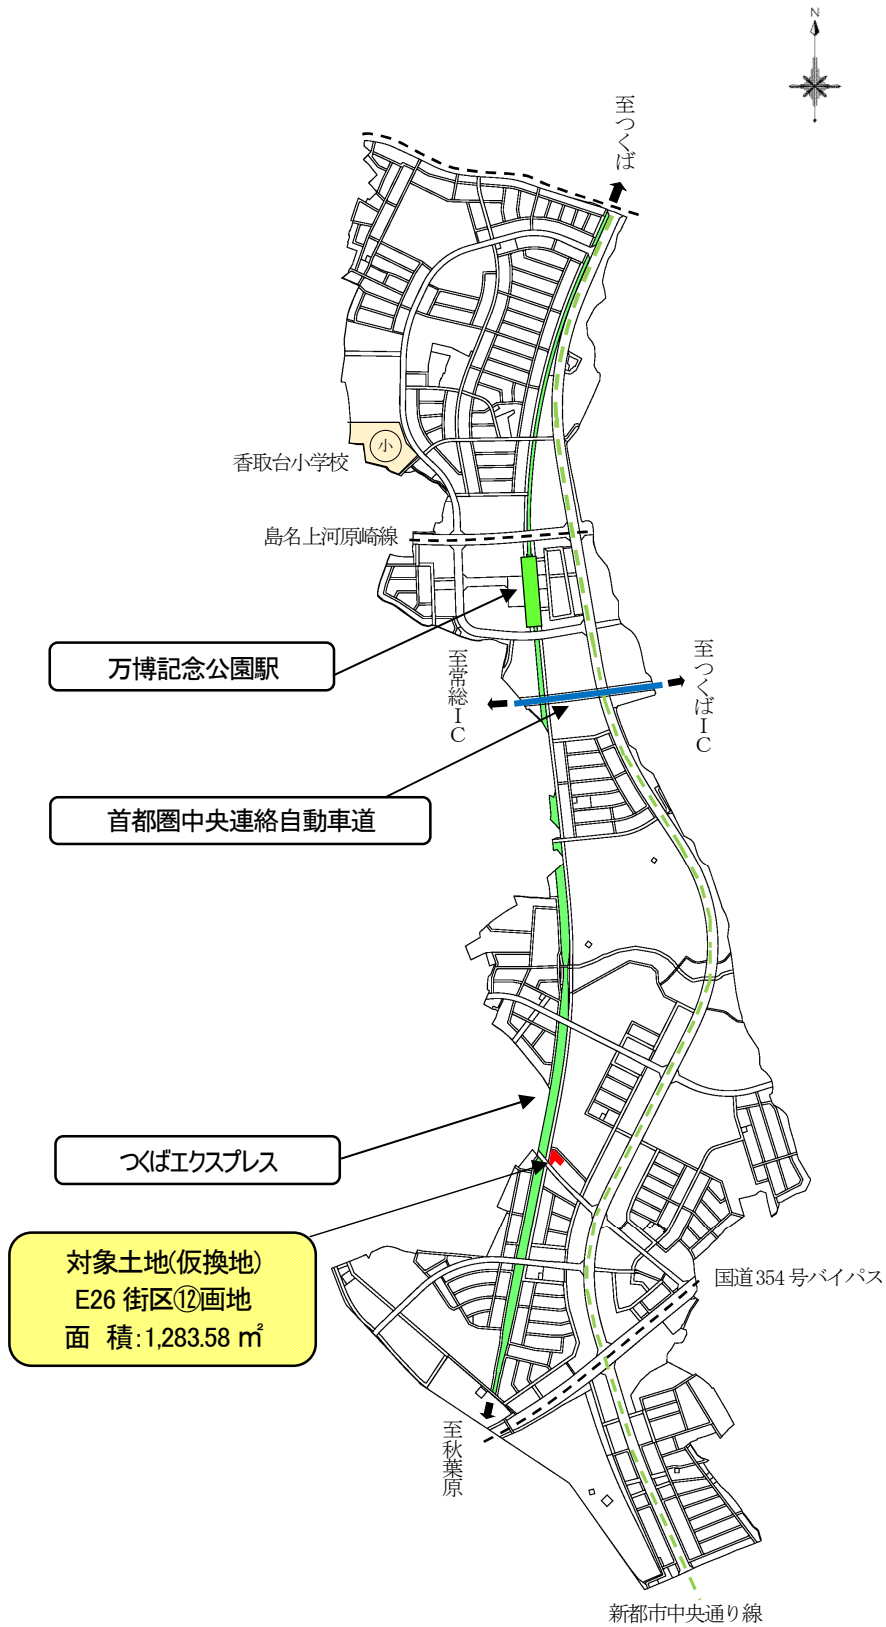 N
至つくば
小
香取台小学校
島名上河原崎線
万博記念公園駅
至常総IC
至つくばIC
首都圏中央連絡自動車道
つくばエクスプレス
対象土地(仮換地)
E26 街区⑫画地
面 積:1,283.58 ㎡
国道354号バイパス
至秋葉原
新都市中央通り線